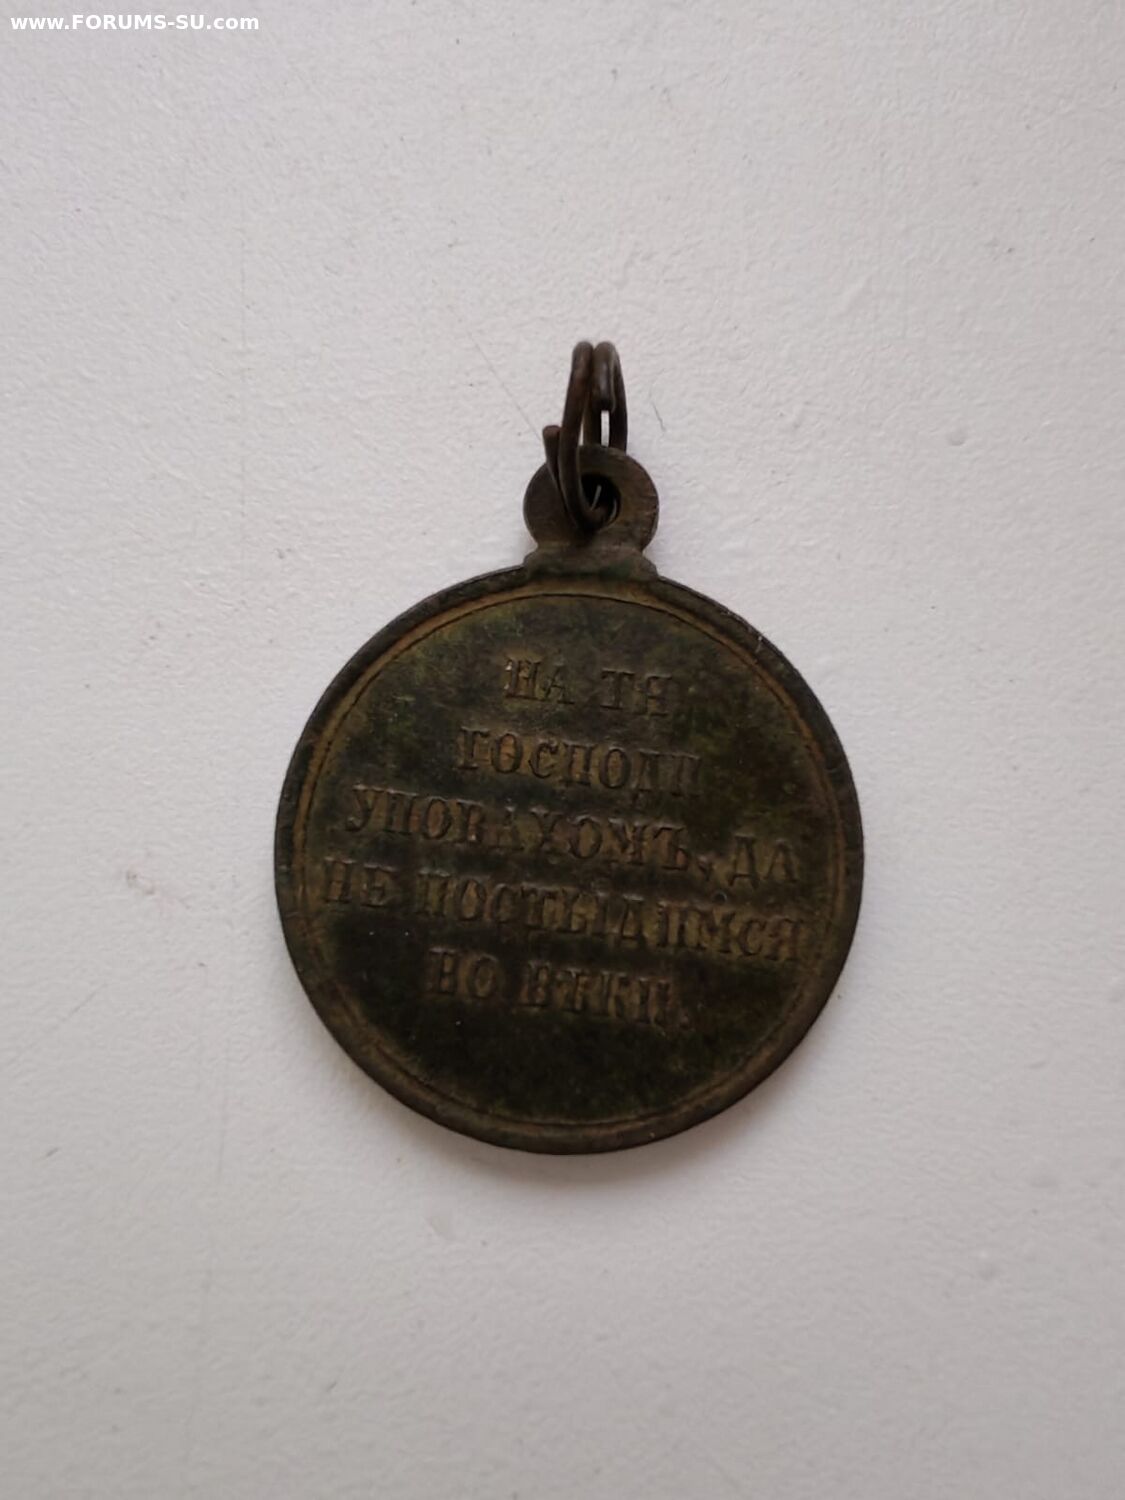 www.FORUMS-SU.com
НА ТЯ
ГОСПОДИ
УПОВАХОМЪ, ДА
НЕ ПОСТЫДИМСЯ
ВО ВѢКИ.